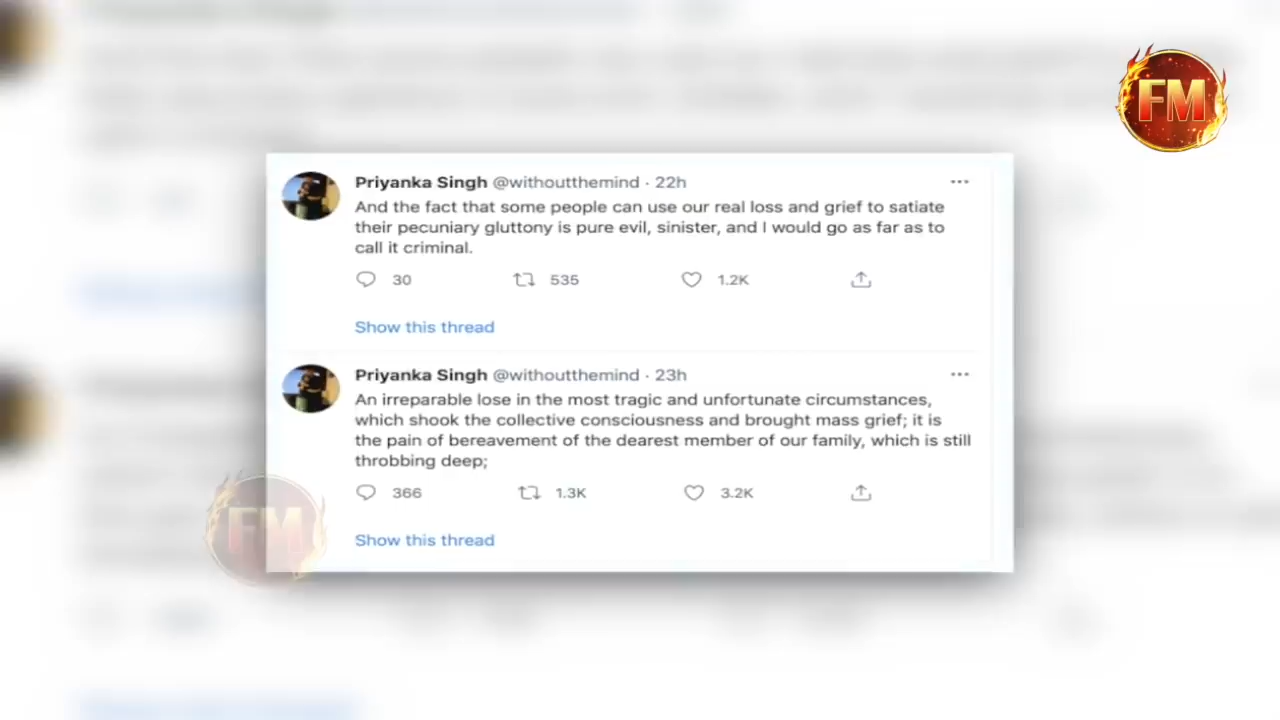 FM
Priyanka Singh @withoutthemind · 22h
And the fact that some people can use our real loss and grief to satiate
their pecuniary gluttony is pure evil, sinister, and I would go as far as to
call it criminal.
30 535 1.2K
Show this thread
Priyanka Singh @withoutthemind · 23h
An irreparable lose in the most tragic and unfortunate circumstances,
which shook the collective consciousness and brought mass grief; it is
the pain of bereavement of the dearest member of our family, which is still
throbbing deep;
366 1.3K 3.2K
FM
Show this thread